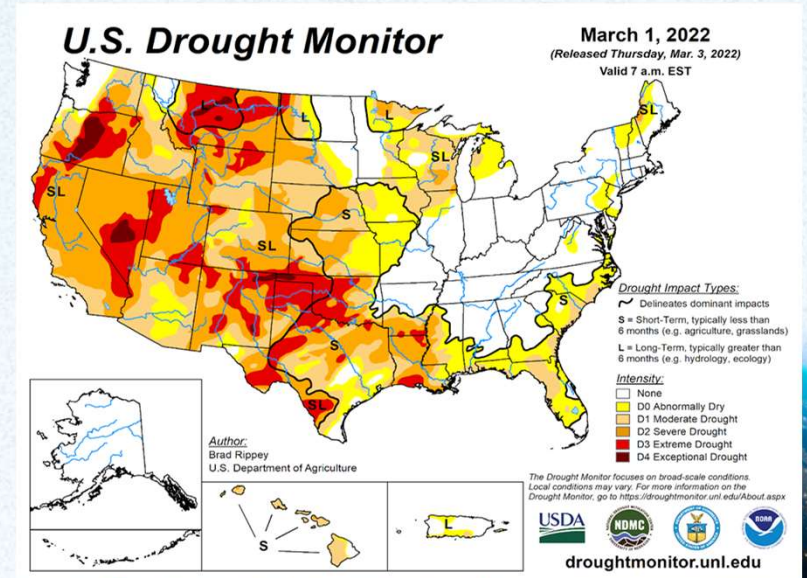 U.S. Drought Monitor
March 1, 2022
(Released Thursday, Mar. 3, 2022)
Valid 7 a.m. EST
L
L
L
SL
SL
SL
S
SL
S
S
SL
Drought Impact Types:
Delineates dominant impacts
S = Short-Term, typically less than
6 months (e.g. agriculture, grasslands)
L = Long-Term, typically greater than
6 months (e.g. hydrology, ecology)
Intensity:
None
D0 Abnormally Dry
D1 Moderate Drought
D2 Severe Drought
D3 Extreme Drought
D4 Exceptional Drought
Author:
Brad Rippey
U.S. Department of Agriculture
S
L
The Drought Monitor focuses on broad-scale conditions.
Local conditions may vary. For more information on the
Drought Monitor, go to https://droughtmonitor.unl.edu/About.aspx
USDA
NDMC
NOAA
droughtmonitor.unl.edu